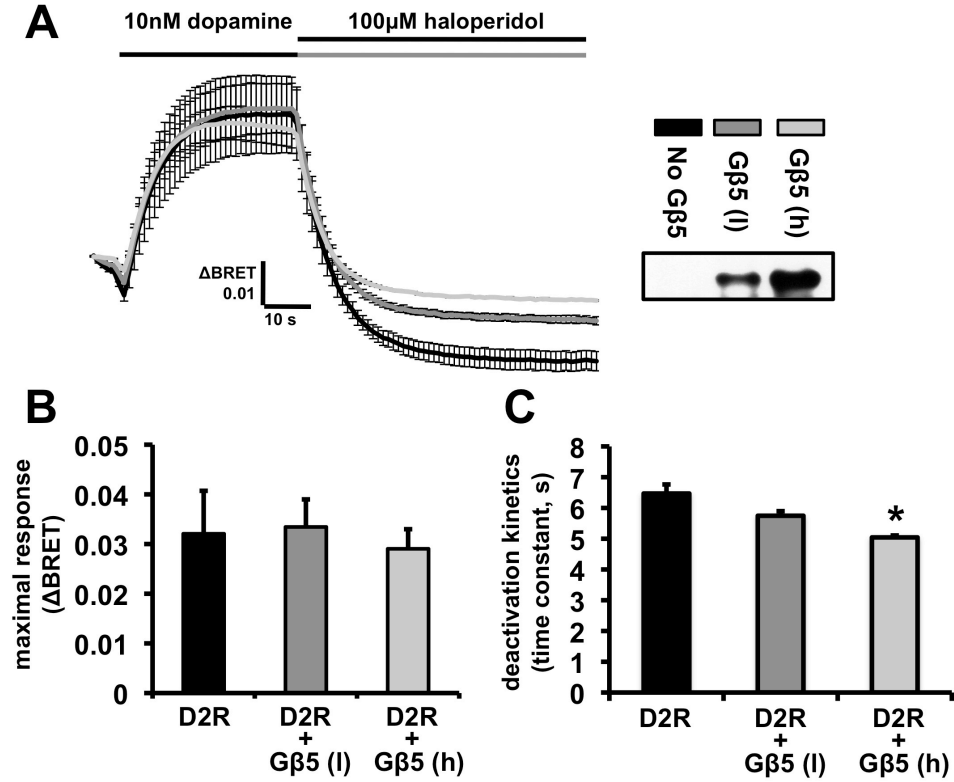 A
10nM dopamine
100µM haloperidol
ΔBRET
0.01
10 s
No Gβ5
Gβ5 (l)
Gβ5 (h)
B
maximal response
(ΔBRET)
0.05
0.04
0.03
0.02
0.01
0
D2R
D2R
+
Gβ5 (l)
D2R
+
Gβ5 (h)
C
deactivation kinetics
(time constant, s)
8
7
6
5
4
3
2
1
0
*
D2R
D2R
+
Gβ5 (l)
D2R
+
Gβ5 (h)